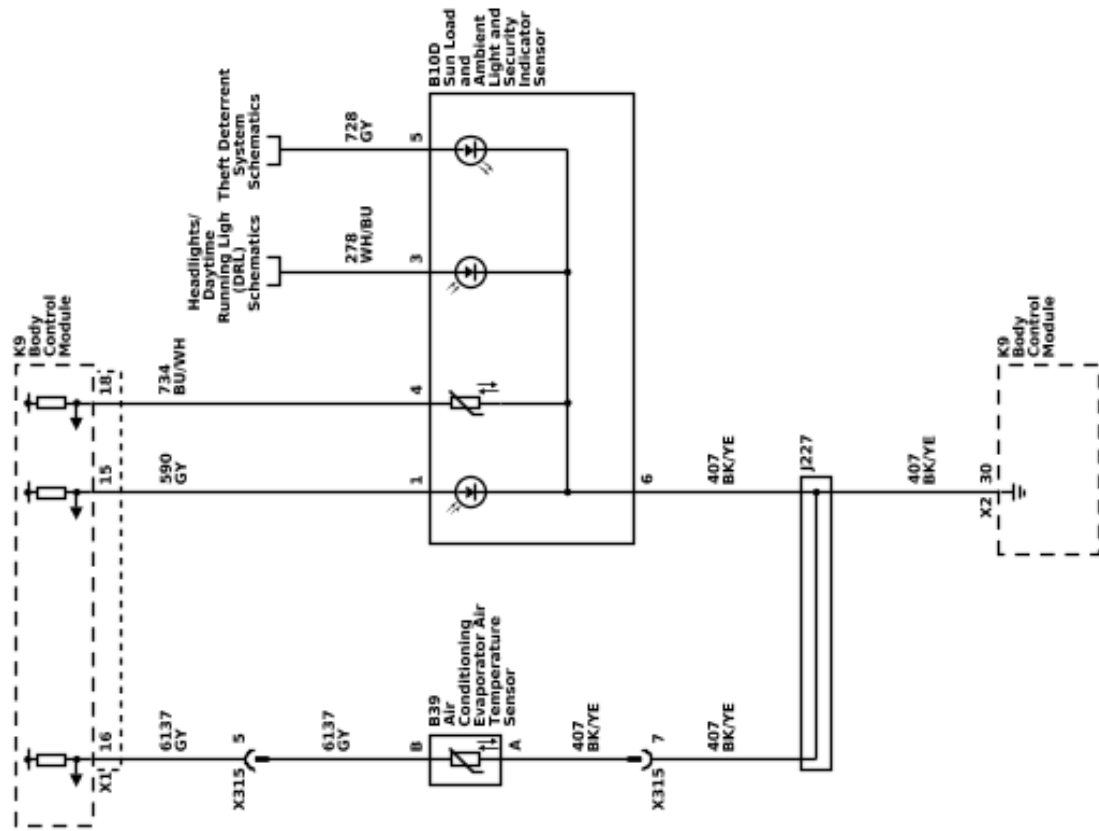 K9
Body
Control
Module
X1
16
15
18
6137
GY
590
GY
734
BU/WH
Headlights/
Daytime
Running Ligh
(DRL)
Schematics
Theft Deterrent
System
Schematics
278
WH/BU
728
GY
X315
5
6137
GY
B
1
4
3
5
B39
Air
Conditioning
Evaporator Air
Temperature
Sensor
B10D
Sun Load
and
Ambient
Light and
Security
Indicator
Sensor
A
407
BK/YE
X315
7
407
BK/YE
6
407
BK/YE
J227
407
BK/YE
X2
30
K9
Body
Control
Module